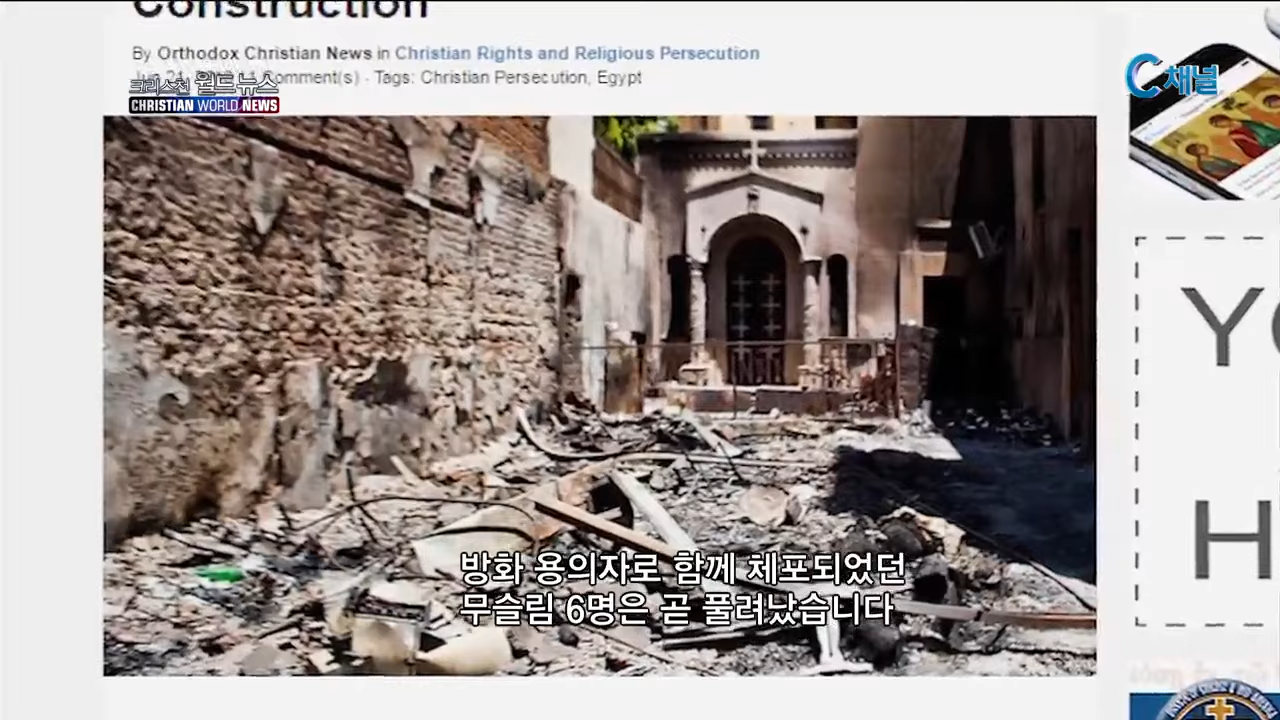 Construction
By Orthodox Christian News in Christian Rights and Religious Persecution
Comment(s) · Tags: Christian Persecution, Egypt
크리스천 월드뉴스
CHRISTIAN WORLD NEWS
C채널
방화 용의자로 함께 체포되었던
무슬림 6명은 곧 풀려났습니다